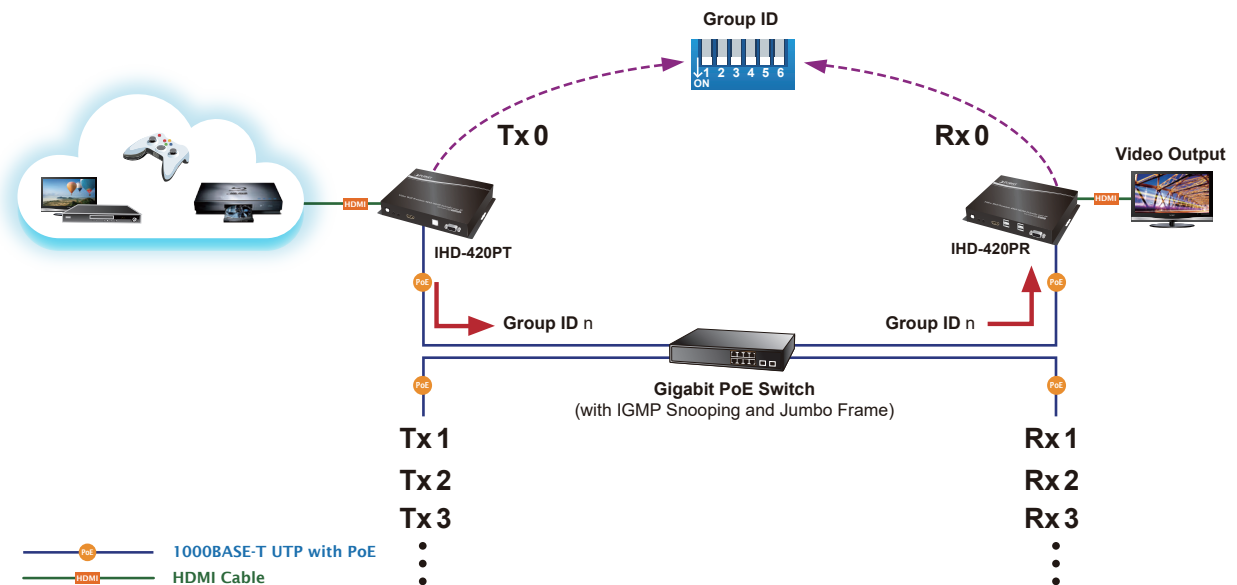 Group ID
1 2 3 4 5 6
ON
Tx 0
Rx 0
Video Output
HDMI
HDMI
IHD-420PT
IHD-420PR
PoE
PoE
Group ID n
Group ID n
PoE
PoE
Gigabit PoE Switch
(with IGMP Snooping and Jumbo Frame)
Tx 1
Rx 1
Tx 2
Rx 2
Tx 3
Rx 3
PoE 1000BASE-T UTP with PoE
HDMI HDMI Cable